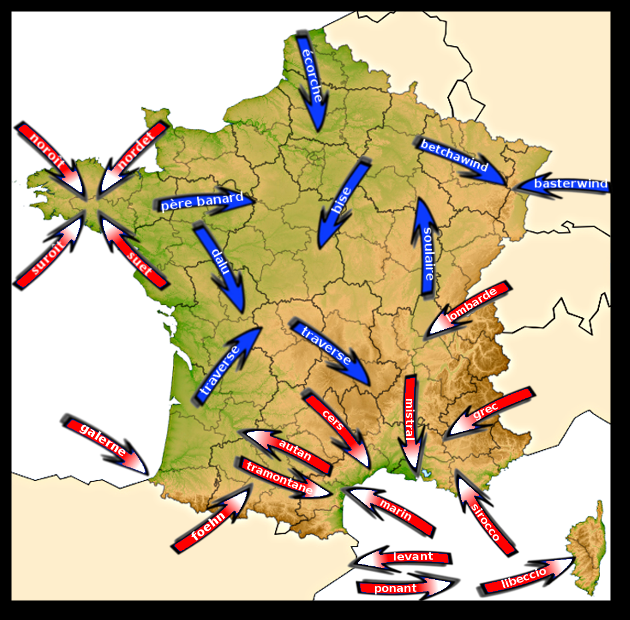 écorche
noroit
nordet
betchawind
basterwind
père banard
bise
suroit
suet
dalu
soulaire
lombarde
traverse
traverse
mistral
grec
cers
galerne
autan
tramontane
foehn
marin
sirocco
levant
ponant
libeccio